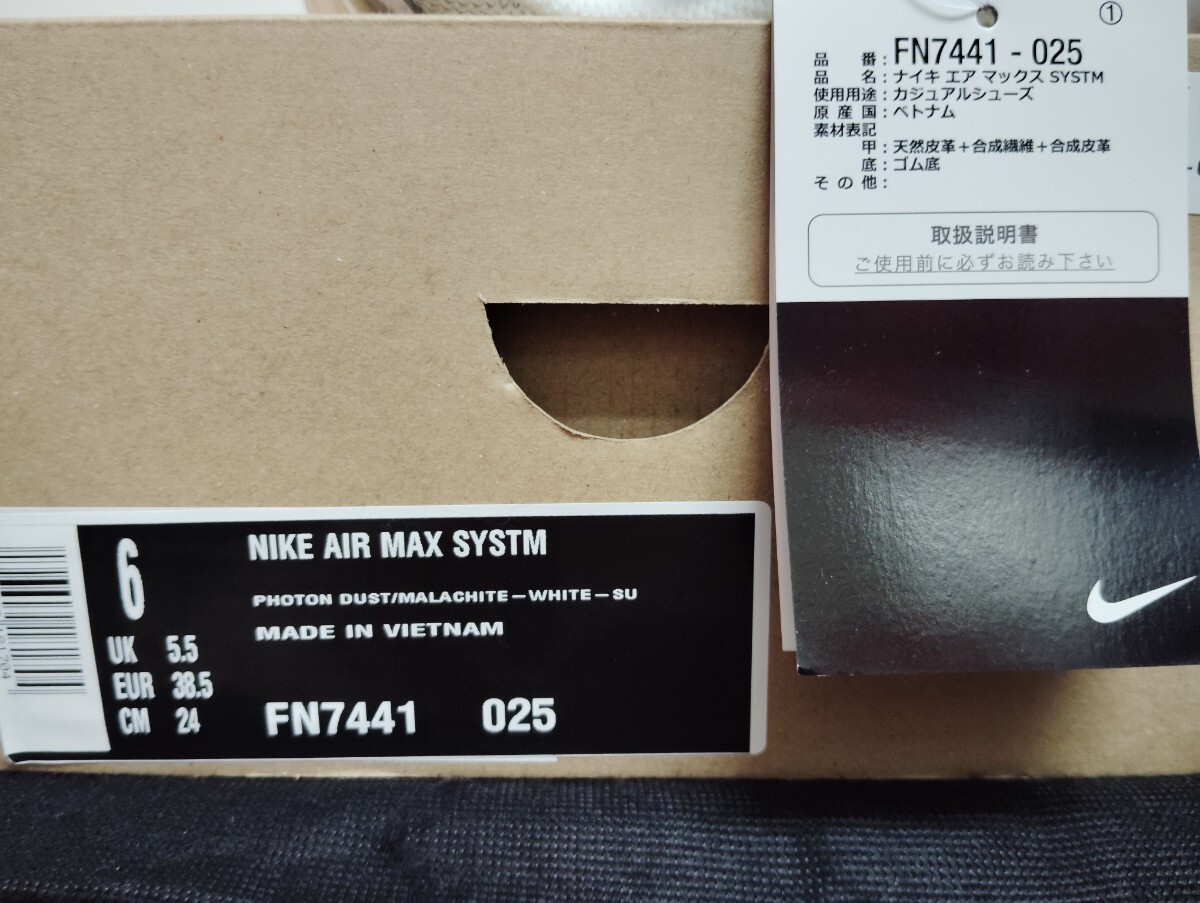 ①
品 番 : FN7441 - 025
品 名 : ナイキ エア マックス SYSTM
使用用途 : カジュアルシューズ
原 産 国 : ベトナム
素材表記
甲 : 天然皮革+合成繊維+合成皮革
底 : ゴム底
そ の 他 :
取扱説明書
ご使用前に必ずお読み下さい
6
UK 5.5
EUR 38.5
CM 24
NIKE AIR MAX SYSTM
PHOTON DUST/MALACHITE-WHITE-SU
MADE IN VIETNAM
FN7441 025